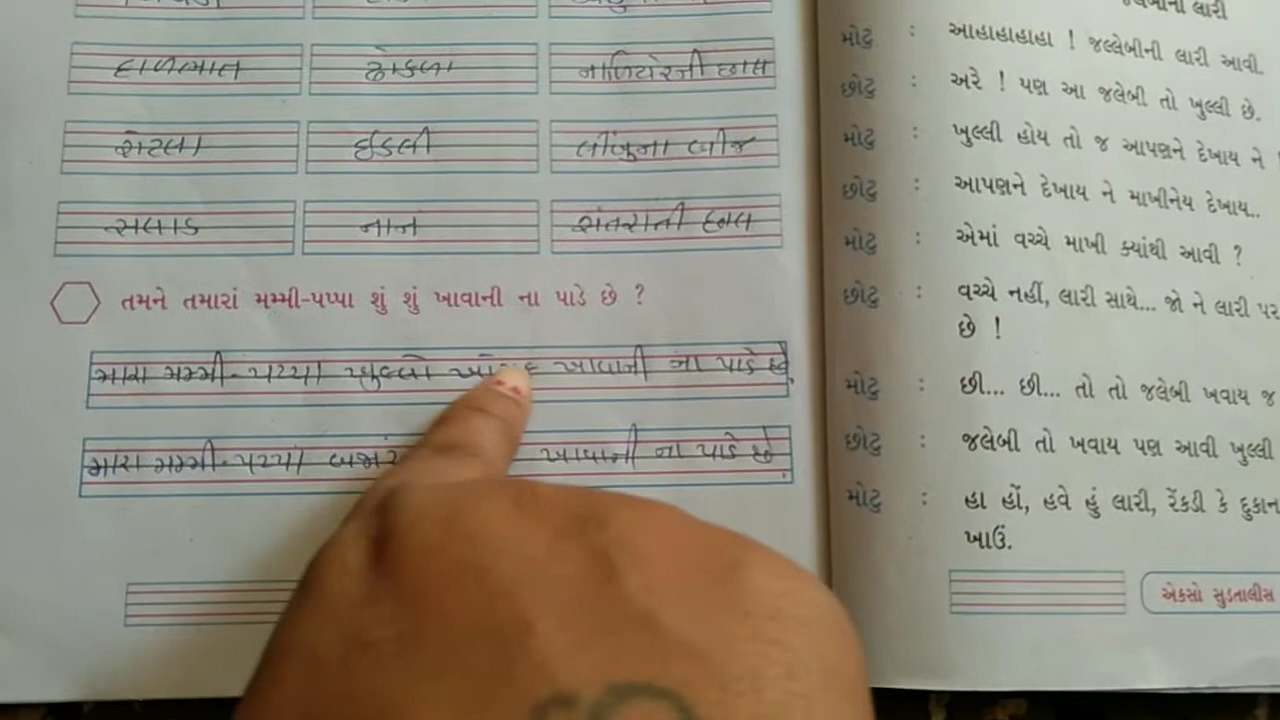 દાળભાત
ઢોકળા
નાળિયેરની છાલ
રોટલા
ઈડલી
લીંબુના બીજ
સલાડ
નાન
સંતરાની છાલ
તમને તમારાં મમ્મી-પપ્પા શું શું ખાવાની ના પાડે છે ?
મારા મમ્મી-પપ્પા ખુલ્લો ખાવાની ના પાડે છે.
મારા મમ્મી-પપ્પા ખાવાની ના પાડે છે.
લારી
મોટુ : આહાહાહાહા ! જલ્લેબીની લારી આવી.
છોટુ : અરે ! પણ આ જલેબી તો ખુલ્લી છે.
મોટુ : ખુલ્લી હોય તો જ આપણને દેખાય ને
છોટુ : આપણને દેખાય ને માખીનેય દેખાય..
મોટુ : એમાં વચ્ચે માખી ક્યાંથી આવી ?
છોટુ : વચ્ચે નહીં, લારી સાથે... જો ને લારી પર
છે !
મોટુ : છી... છી... તો તો જલેબી ખવાય જ
છોટુ : જલેબી તો ખવાય પણ આવી ખુલ્લી
મોટુ : હા હોં, હવે હું લારી, રેંકડી કે દુકાન
ખાઉં.
એકસો સુડતાલીસ